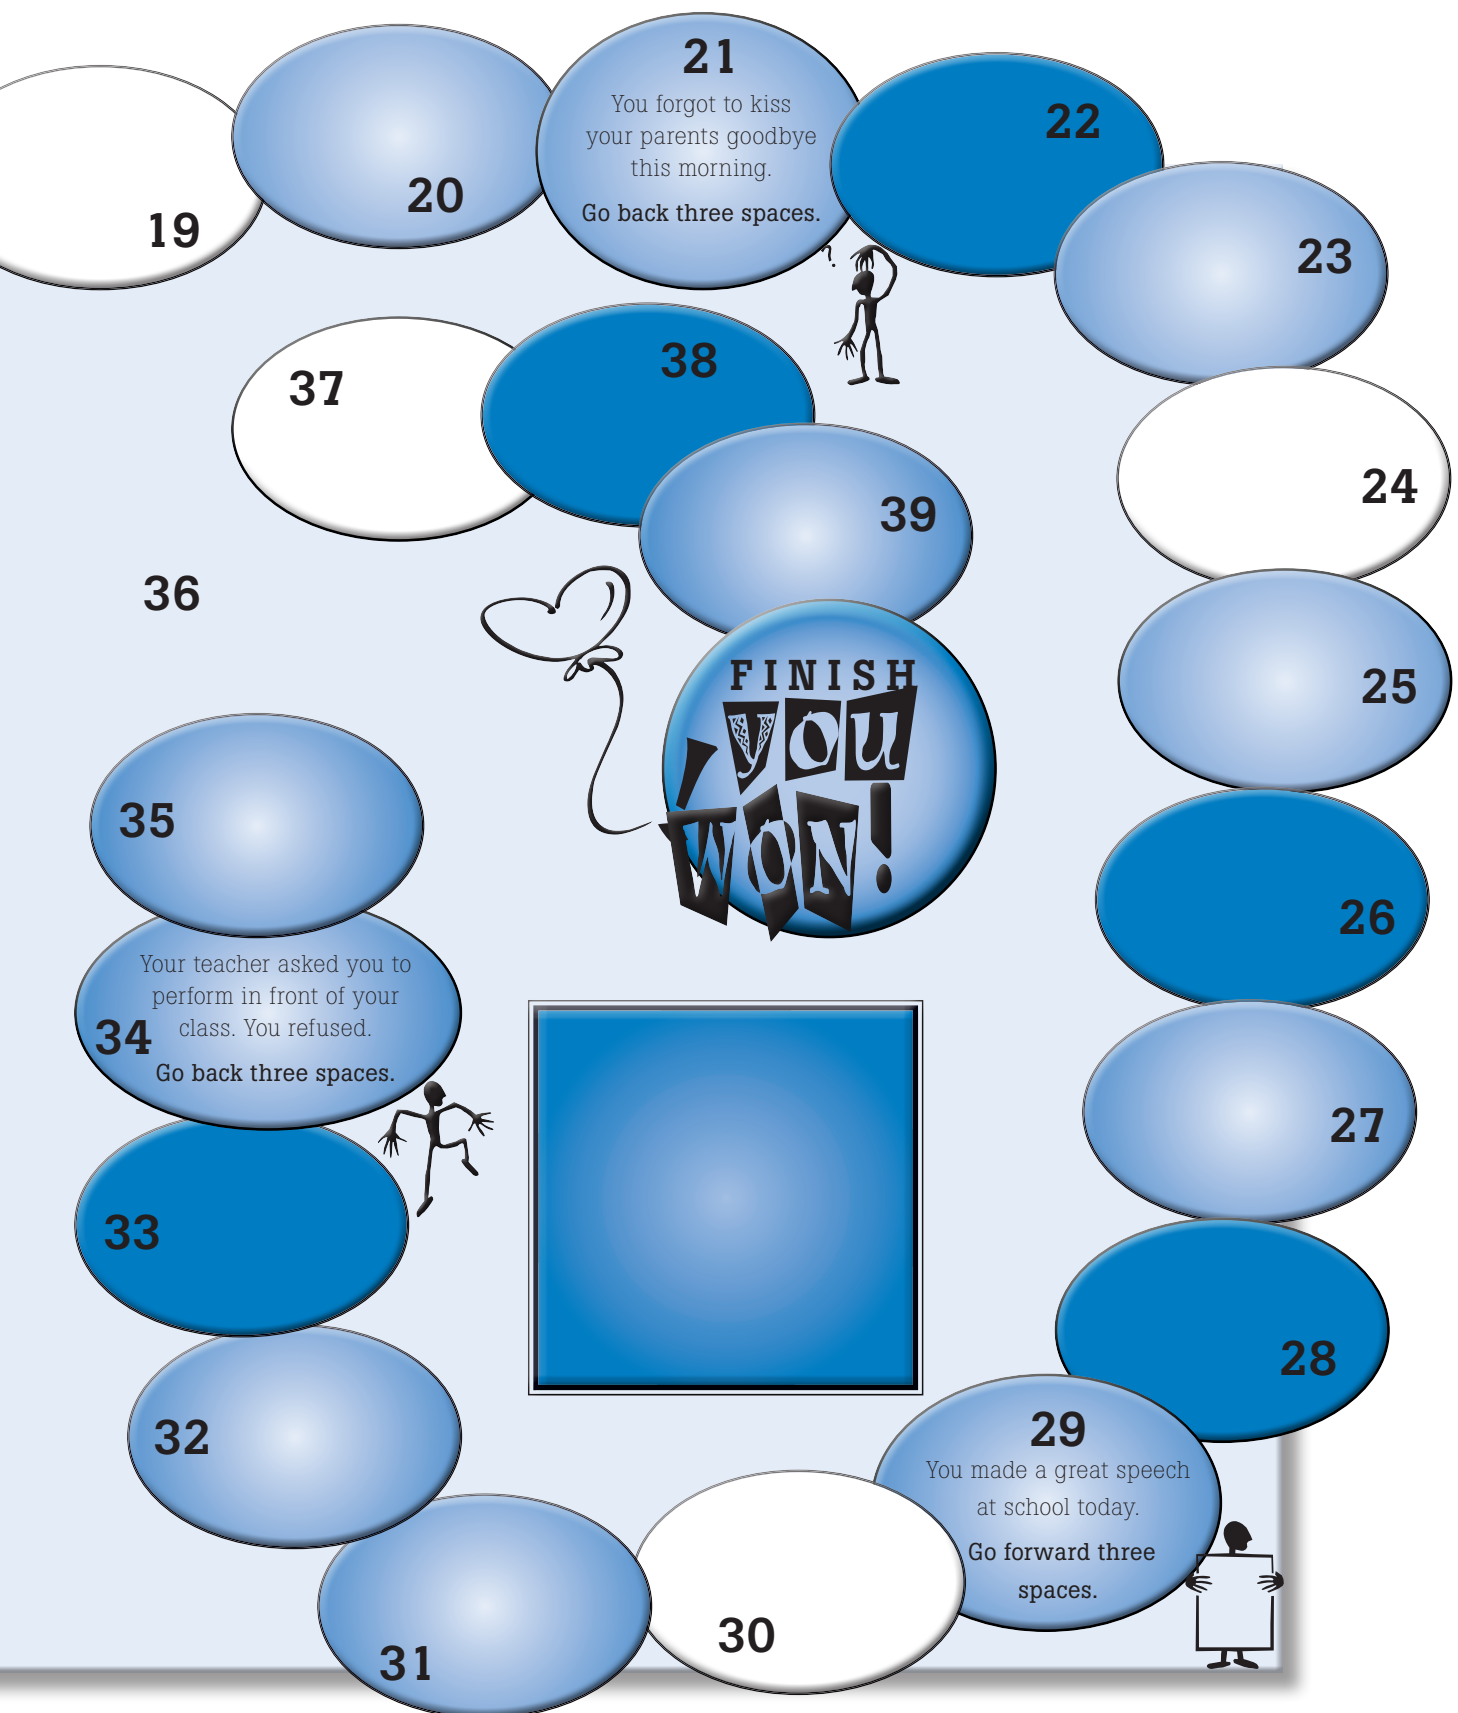 19
20
21
You forgot to kiss
your parents goodbye
this morning.
Go back three spaces.
22
23
24
25
26
27
28
29
You made a great speech
at school today.
Go forward three
spaces.
30
31
32
33
34
Your teacher asked you to
perform in front of your
class. You refused.
Go back three spaces.
35
36
37
38
39
FINISH
YOU
WON!
?